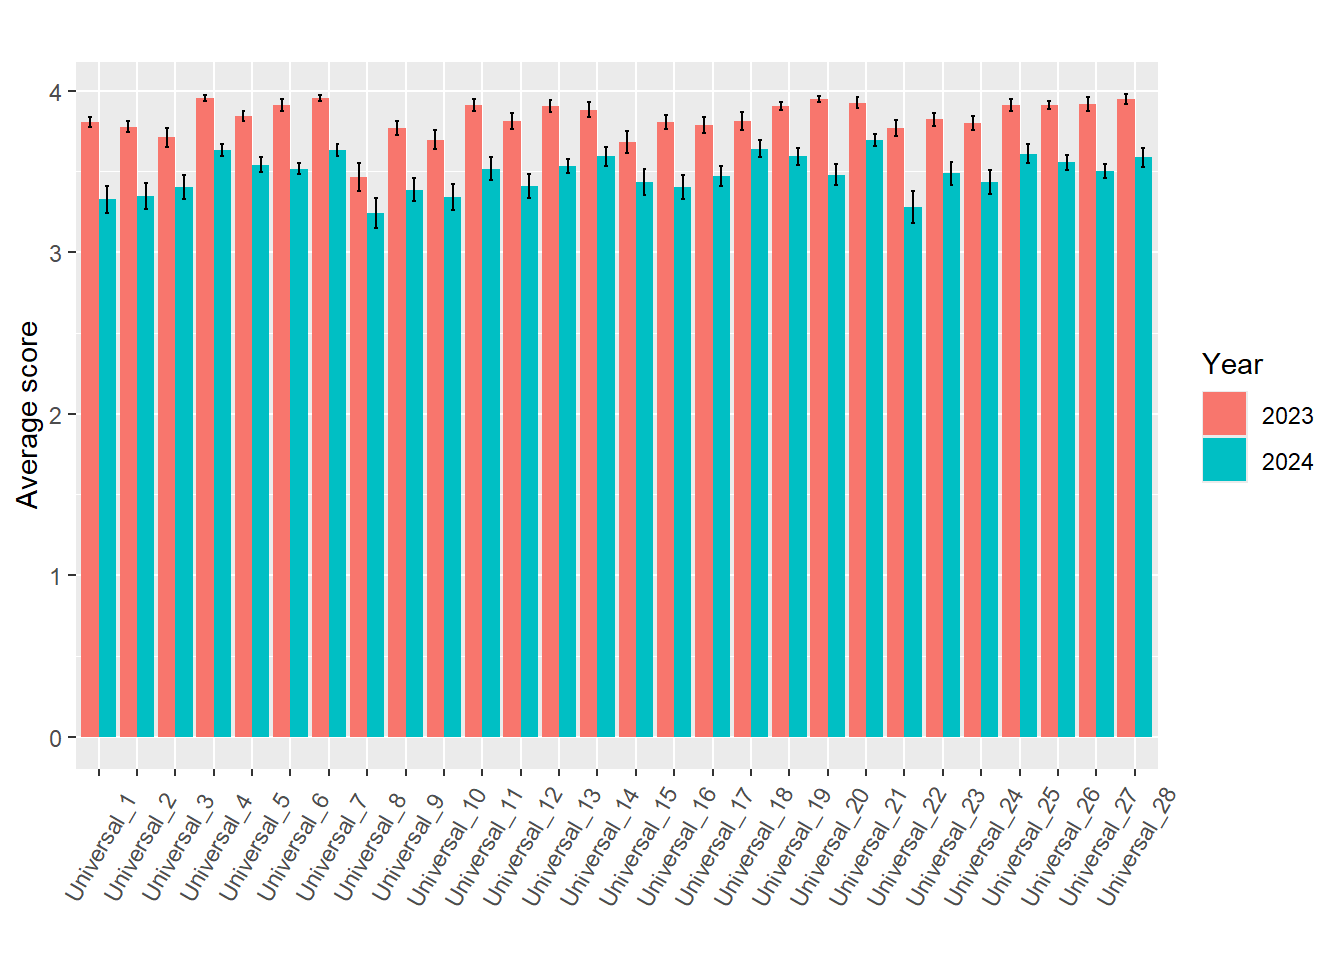 4
3
2
1
0
Average score
Universal_1
Universal_2
Universal_3
Universal_4
Universal_5
Universal_6
Universal_7
Universal_8
Universal_9
Universal_10
Universal_11
Universal_12
Universal_13
Universal_14
Universal_15
Universal_16
Universal_17
Universal_18
Universal_19
Universal_20
Universal_21
Universal_22
Universal_23
Universal_24
Universal_25
Universal_26
Universal_27
Universal_28
Year
2023
2024